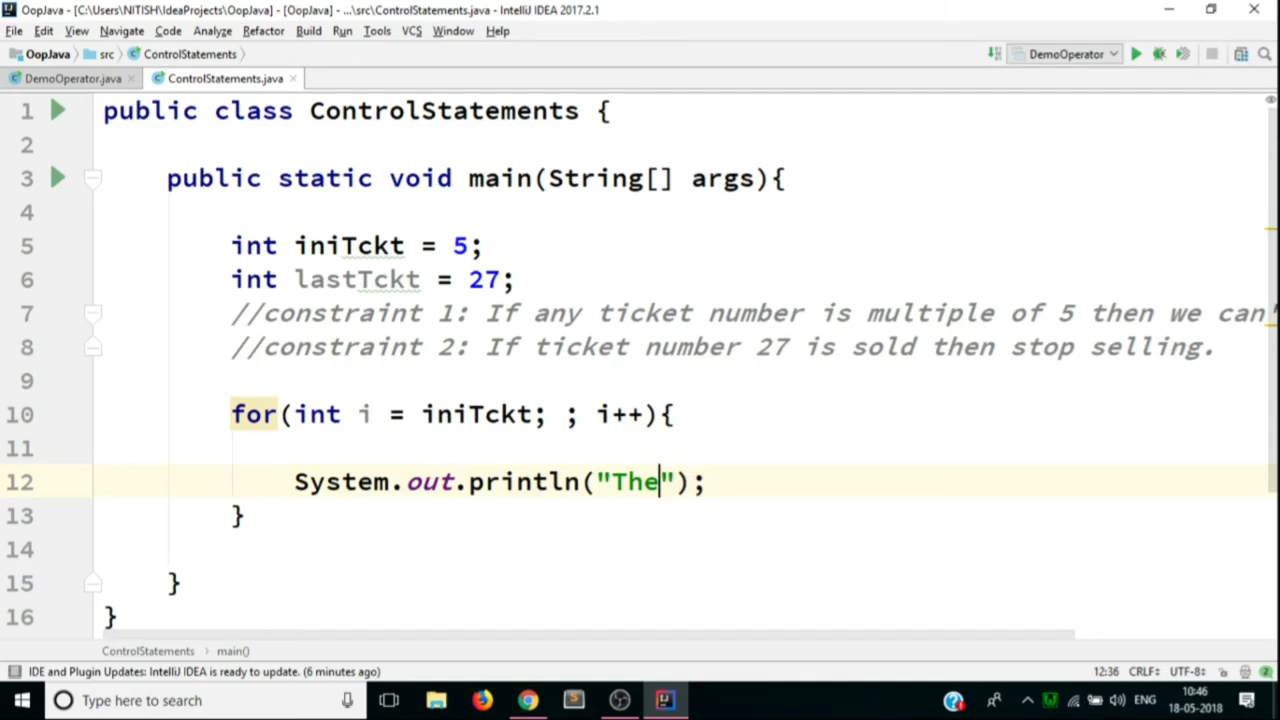 OopJava - [C:\Users\NITISH\IdeaProjects\OopJava] - [OopJava] - ...\src\ControlStatements.java - IntelliJ IDEA 2017.2.1
File Edit View Navigate Code Analyze Refactor Build Run Tools VCS Window Help
OopJava src ControlStatements DemoOperator
DemoOperator.java ControlStatements.java
1 public class ControlStatements {
2
3 public static void main(String[] args){
4
5 int iniTckt = 5;
6 int lastTckt = 27;
7 //constraint 1: If any ticket number is multiple of 5 then we can'
8 //constraint 2: If ticket number 27 is sold then stop selling.
9
10 for(int i = iniTckt; ; i++){
11
12 System.out.println("The");
13 }
14
15 }
16 }
ControlStatements main()
IDE and Plugin Updates: IntelliJ IDEA is ready to update. (6 minutes ago) 12:36 CRLF UTF-8 2
Type here to search ENG 10:46
18-05-2018